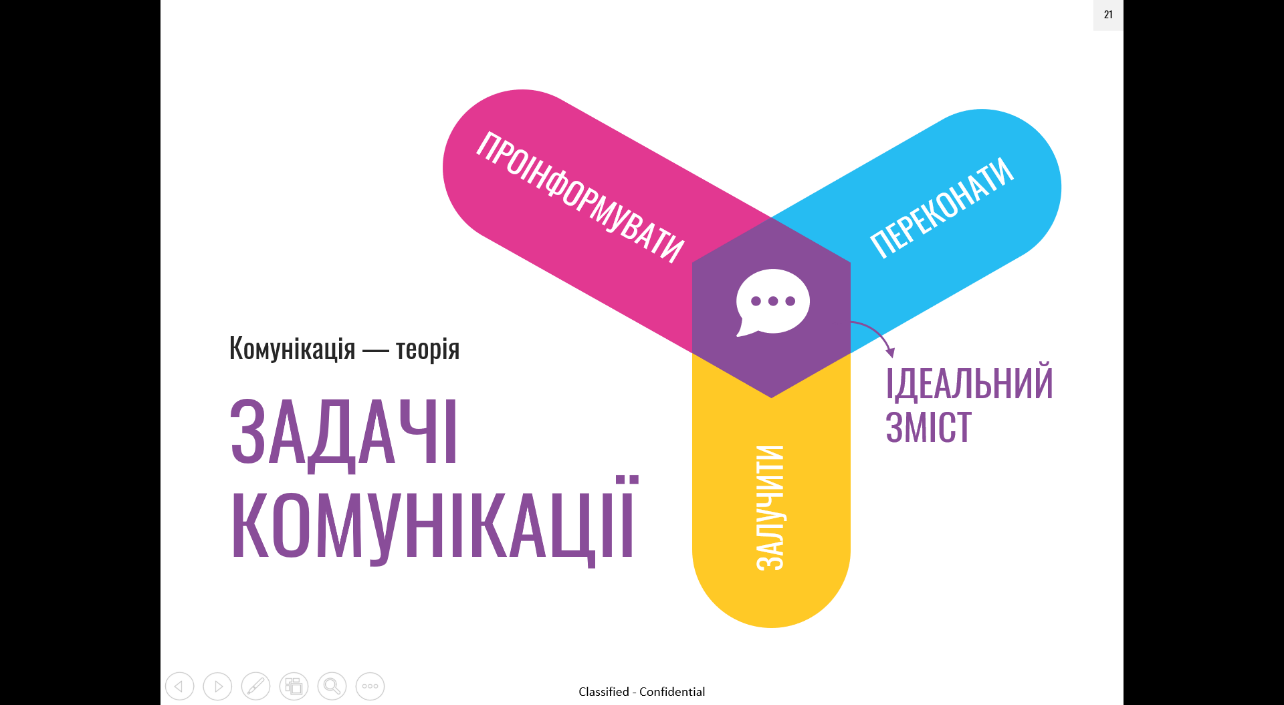 21
ПРОІНФОРМУВАТИ
ПЕРЕКОНАТИ
Комунікація — теорія
ЗАДАЧІ
КОМУНІКАЦІЇ
ІДЕАЛЬНИЙ
ЗМІСТ
ЗАЛУЧИТИ
Classified - Confidential